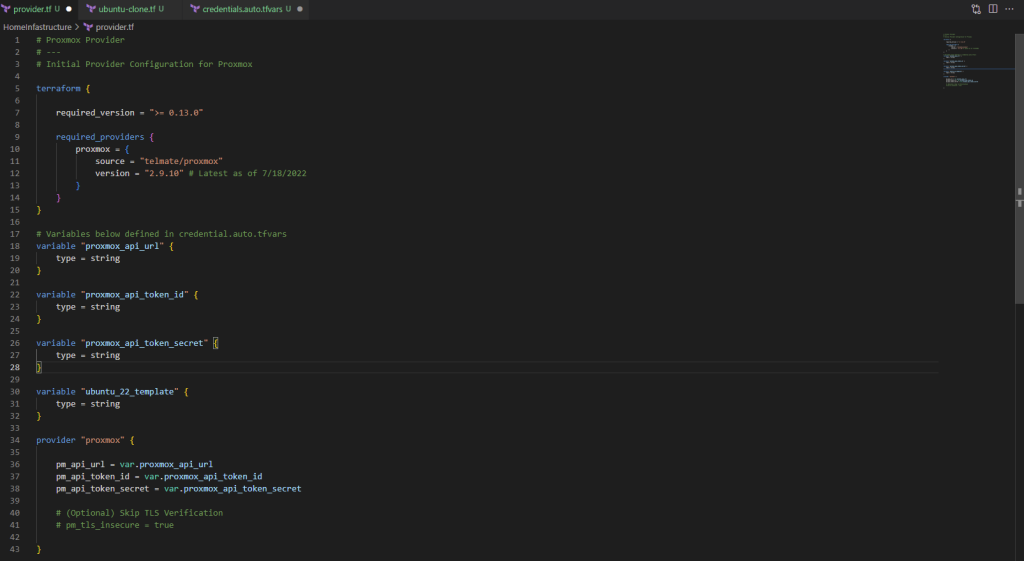 provider.tf U
ubuntu-clone.tf U
credentials.auto.tfvars U
HomeInfastructure > provider.tf
1 # Proxmox Provider
2 # ---
3 # Initial Provider Configuration for Proxmox
4
5 terraform {
6
7 required_version = ">= 0.13.0"
8
9 required_providers {
10 proxmox = {
11 source = "telmate/proxmox"
12 version = "2.9.10" # Latest as of 7/18/2022
13 }
14 }
15 }
16
17 # Variables below defined in credential.auto.tfvars
18 variable "proxmox_api_url" {
19 type = string
20 }
21
22 variable "proxmox_api_token_id" {
23 type = string
24 }
25
26 variable "proxmox_api_token_secret" {
27 type = string
28 }
29
30 variable "ubuntu_22_template" {
31 type = string
32 }
33
34 provider "proxmox" {
35
36 pm_api_url = var.proxmox_api_url
37 pm_api_token_id = var.proxmox_api_token_id
38 pm_api_token_secret = var.proxmox_api_token_secret
39
40 # (Optional) Skip TLS Verification
41 # pm_tls_insecure = true
42
43 }